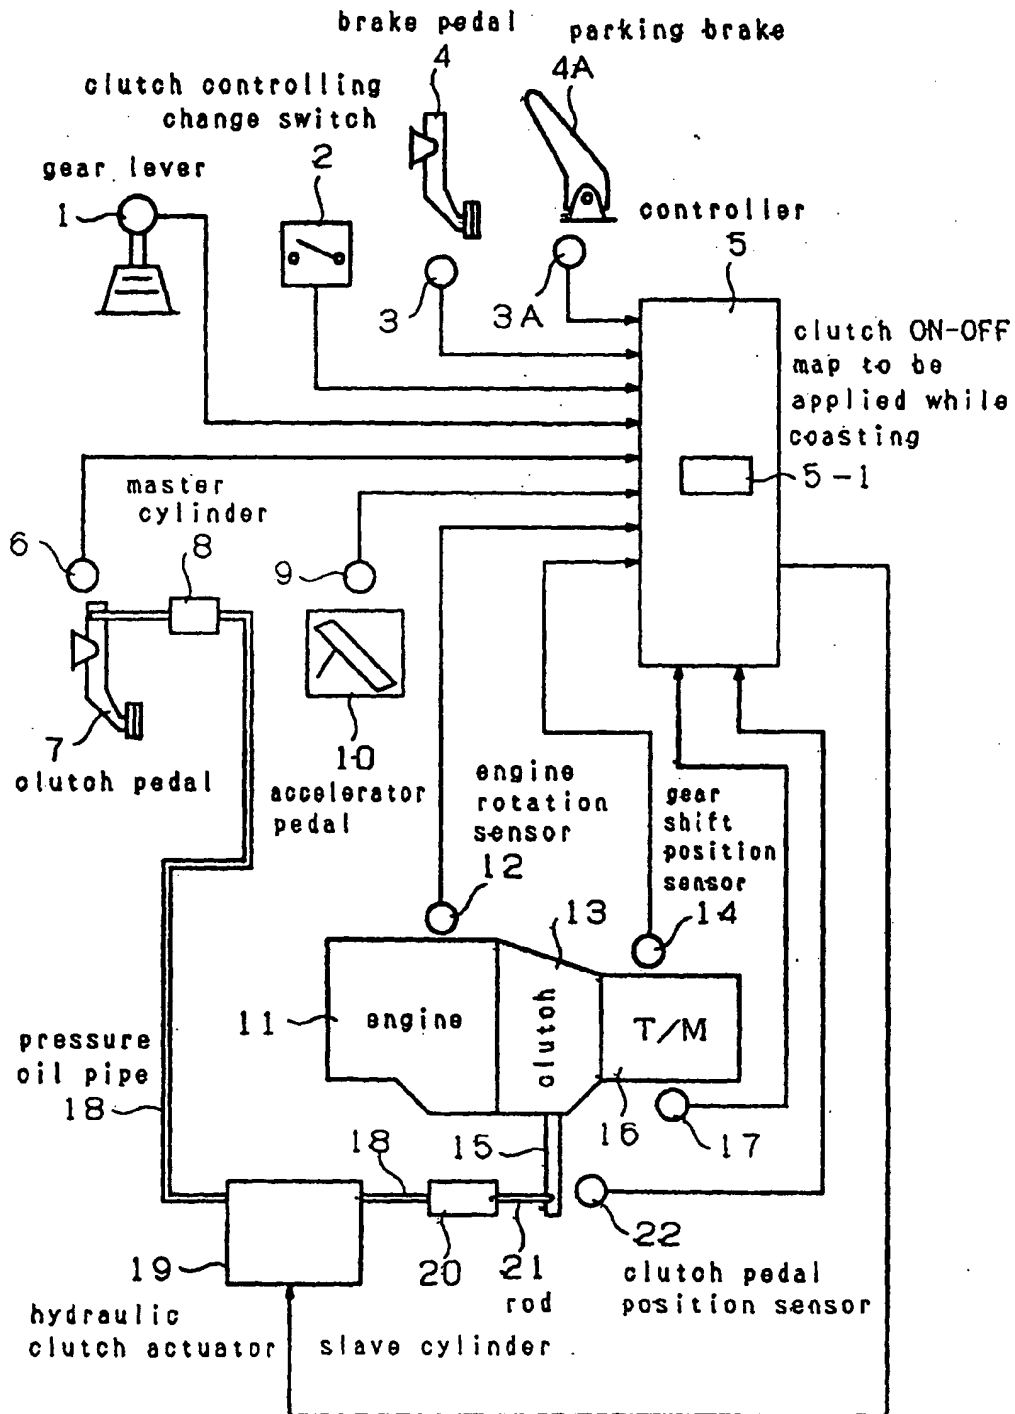 brake pedal
4
parking brake
4A
clutch controlling
change switch
2
gear lever
1
controller
5
3
3A
clutch ON-OFF
map to be
applied while
coasting
5-1
master
cylinder
6
8
9
7
clutch pedal
10
accelerator
pedal
engine
rotation
sensor
12
gear
shift
position
sensor
14
13
11
engine
clutch
T/M
pressure
oil pipe
18
15
16
17
18
19
20
21
rod
22
clutch pedal
position sensor
hydraulic
clutch actuator
slave cylinder